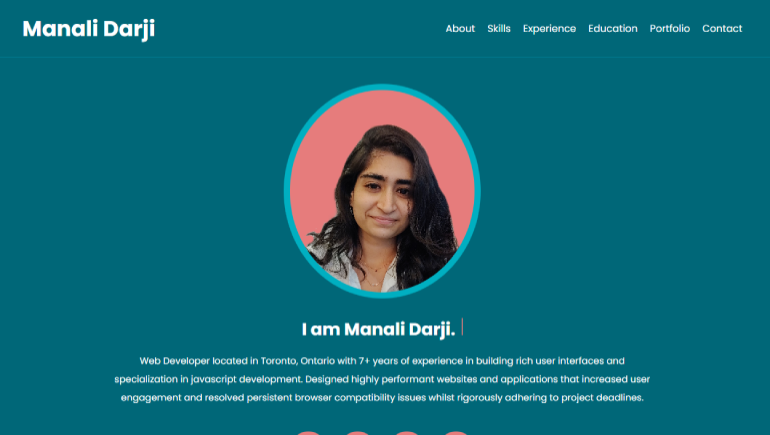 Manali Darji
About Skills Experience Education Portfolio Contact
I am Manali Darji.
Web Developer located in Toronto, Ontario with 7+ years of experience in building rich user interfaces and
specialization in javascript development. Designed highly performant websites and applications that increased user
engagement and resolved persistent browser compatibility issues whilst rigorously adhering to project deadlines.